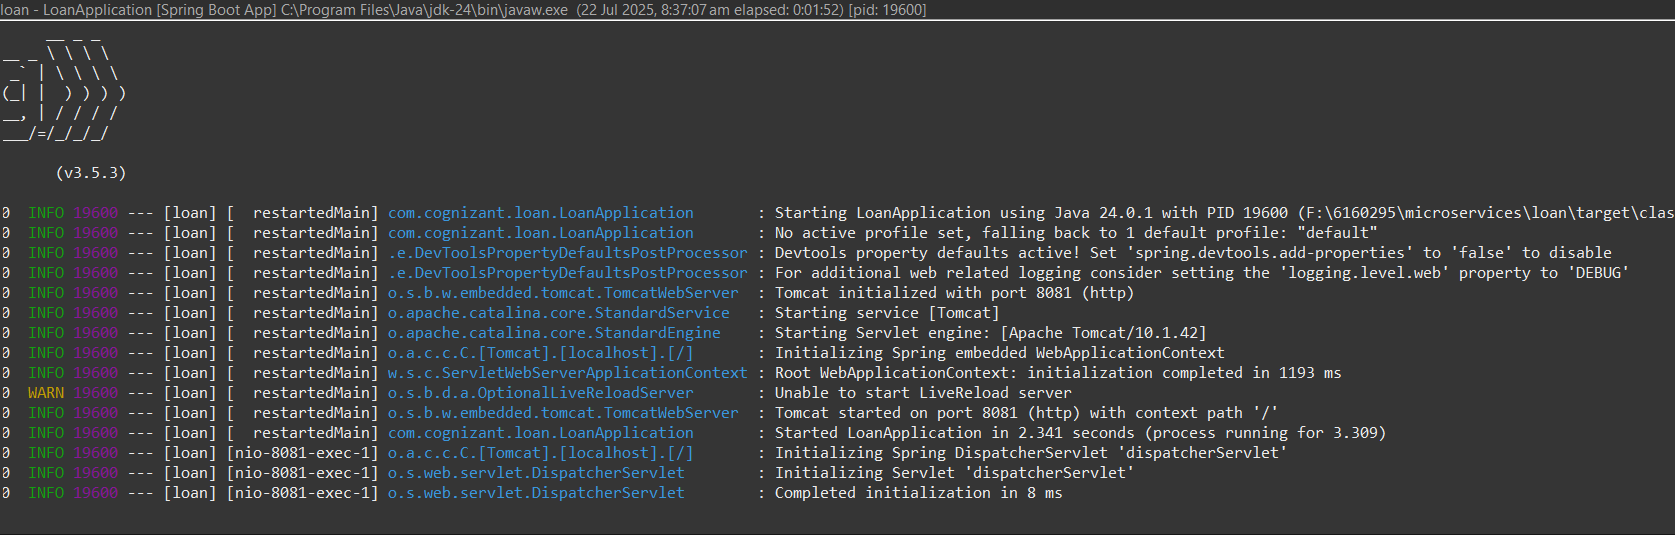 loan - LoanApplication [Spring Boot App] C:\Program Files\Java\jdk-24\bin\javaw.exe  (22 Jul 2025, 8:37:07 am elapsed: 0:01:52) [pid: 19600]
     __ _ _
__ _ \ \ \ \
 _` | \ \ \ \
(_| |  ) ) ) )
__, | / / / /
___/=/_/_/_/
      (v3.5.3)
0  INFO 19600 --- [loan] [  restartedMain] com.cognizant.loan.LoanApplication       : Starting LoanApplication using Java 24.0.1 with PID 19600 (F:\6160295\microservices\loan\target\clas
0  INFO 19600 --- [loan] [  restartedMain] com.cognizant.loan.LoanApplication       : No active profile set, falling back to 1 default profile: "default"
0  INFO 19600 --- [loan] [  restartedMain] .e.DevToolsPropertyDefaultsPostProcessor : Devtools property defaults active! Set 'spring.devtools.add-properties' to 'false' to disable
0  INFO 19600 --- [loan] [  restartedMain] .e.DevToolsPropertyDefaultsPostProcessor : For additional web related logging consider setting the 'logging.level.web' property to 'DEBUG'
0  INFO 19600 --- [loan] [  restartedMain] o.s.b.w.embedded.tomcat.TomcatWebServer  : Tomcat initialized with port 8081 (http)
0  INFO 19600 --- [loan] [  restartedMain] o.apache.catalina.core.StandardService   : Starting service [Tomcat]
0  INFO 19600 --- [loan] [  restartedMain] o.apache.catalina.core.StandardEngine    : Starting Servlet engine: [Apache Tomcat/10.1.42]
0  INFO 19600 --- [loan] [  restartedMain] o.a.c.c.C.[Tomcat].[localhost].[/]       : Initializing Spring embedded WebApplicationContext
0  INFO 19600 --- [loan] [  restartedMain] w.s.c.ServletWebServerApplicationContext : Root WebApplicationContext: initialization completed in 1193 ms
0  WARN 19600 --- [loan] [  restartedMain] o.s.b.d.a.OptionalLiveReloadServer       : Unable to start LiveReload server
0  INFO 19600 --- [loan] [  restartedMain] o.s.b.w.embedded.tomcat.TomcatWebServer  : Tomcat started on port 8081 (http) with context path '/'
0  INFO 19600 --- [loan] [  restartedMain] com.cognizant.loan.LoanApplication       : Started LoanApplication in 2.341 seconds (process running for 3.309)
0  INFO 19600 --- [loan] [nio-8081-exec-1] o.a.c.c.C.[Tomcat].[localhost].[/]       : Initializing Spring DispatcherServlet 'dispatcherServlet'
0  INFO 19600 --- [loan] [nio-8081-exec-1] o.s.web.servlet.DispatcherServlet        : Initializing Servlet 'dispatcherServlet'
0  INFO 19600 --- [loan] [nio-8081-exec-1] o.s.web.servlet.DispatcherServlet        : Completed initialization in 8 ms